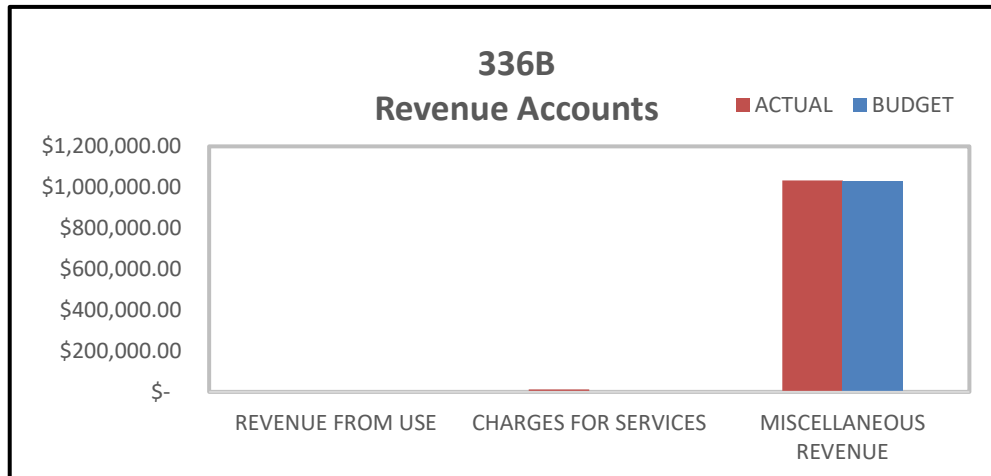 336B
Revenue Accounts
ACTUAL BUDGET
$1,200,000.00
$1,000,000.00
$800,000.00
$600,000.00
$400,000.00
$200,000.00
$-
REVENUE FROM USE CHARGES FOR SERVICES MISCELLANEOUS
REVENUE